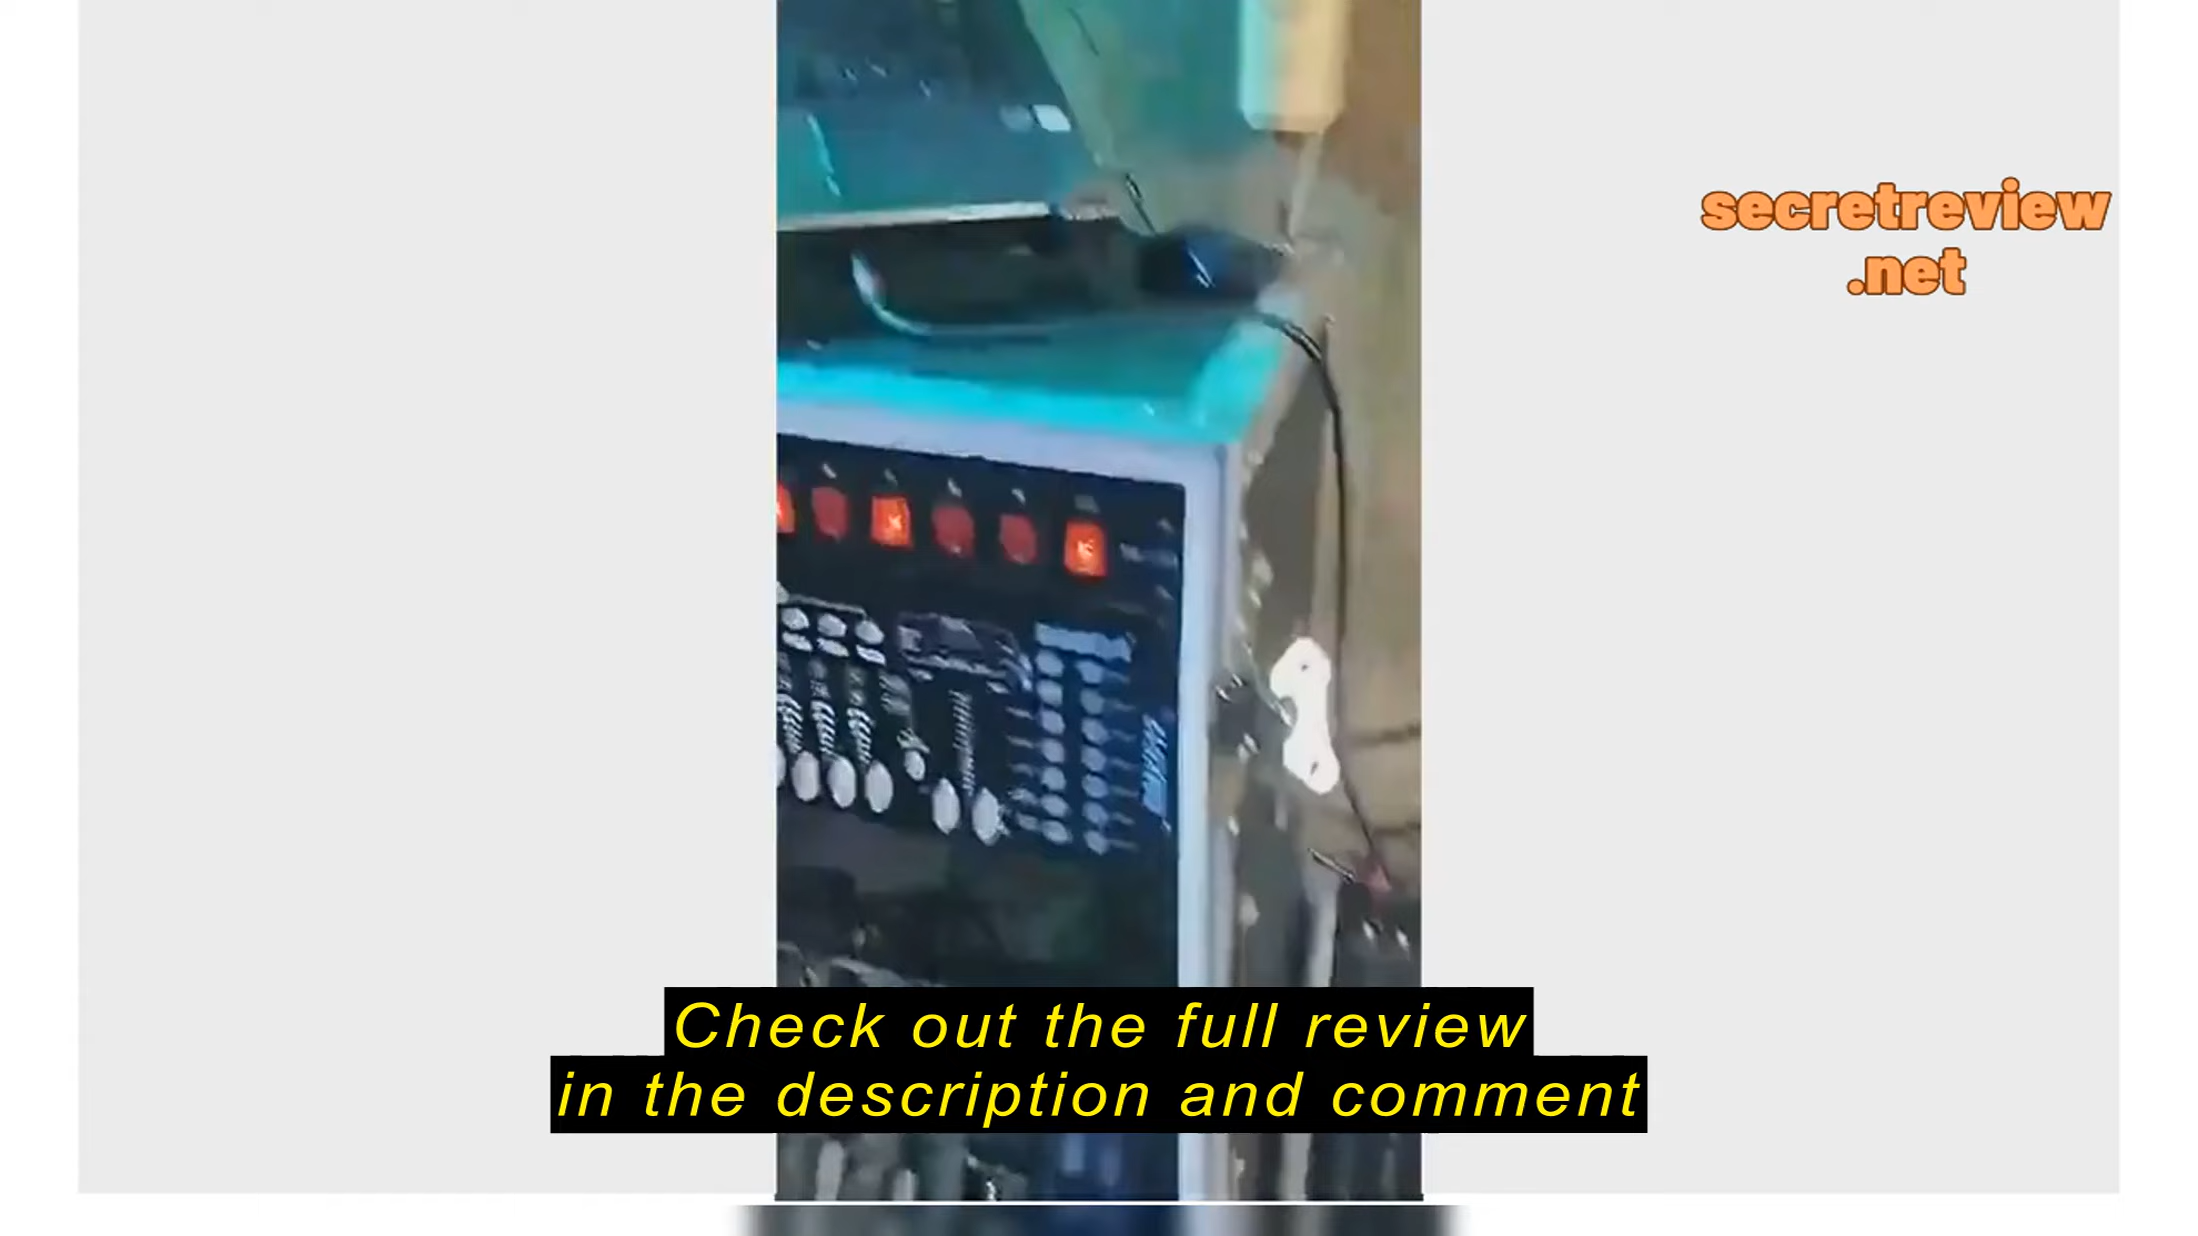 secretreview
.net
Check out the full review
in the description and comment